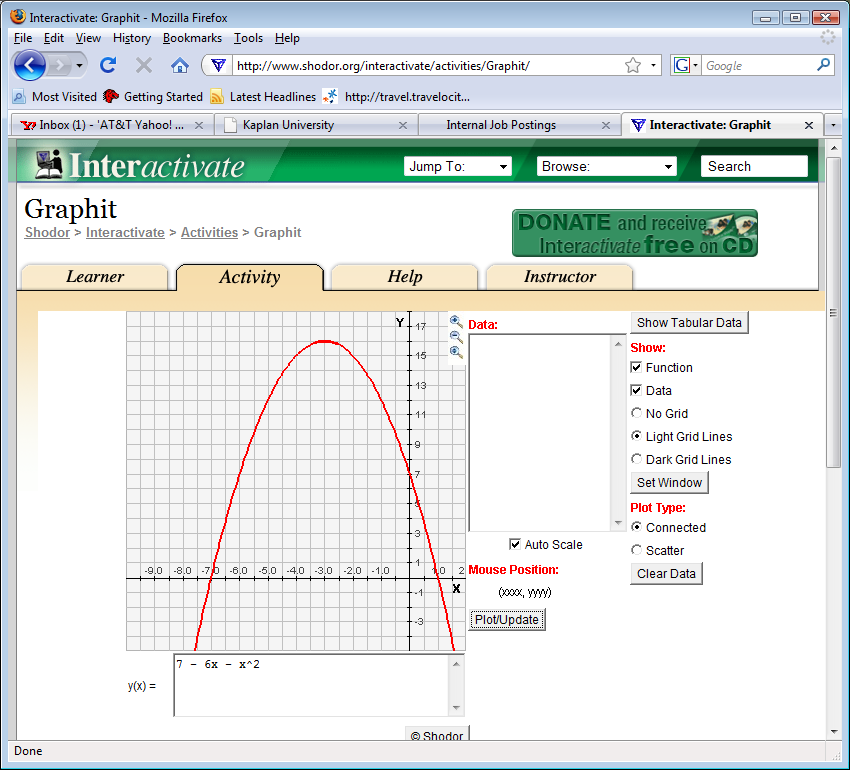 Interactivate: Graphit - Mozilla Firefox
File Edit View History Bookmarks Tools Help
http://www.shodor.org/interactivate/activities/Graphit/
G Google
Most Visited Getting Started Latest Headlines http://travel.travelocit...
Inbox (1) - 'AT&T Yahoo! ... Kaplan University Internal Job Postings Interactivate: Graphit
Interactivate Jump To: Browse: Search
Graphit
Shodor > Interactivate > Activities > Graphit
DONATE and receive
Interactivate free on CD
Learner Activity Help Instructor
Y
17
15
13
11
9
7
5
3
1
-9.0 -8.0 -7.0 -6.0 -5.0 -4.0 -3.0 -2.0 -1.0 1.0 2
X
-1
-3
y(x) =
7 - 6x - x^2
Data:
Auto Scale
Mouse Position:
(xxxx, yyyy)
Plot/Update
Show Tabular Data
Show:
Function
Data
No Grid
Light Grid Lines
Dark Grid Lines
Set Window
Plot Type:
Connected
Scatter
Clear Data
© Shodor
Done